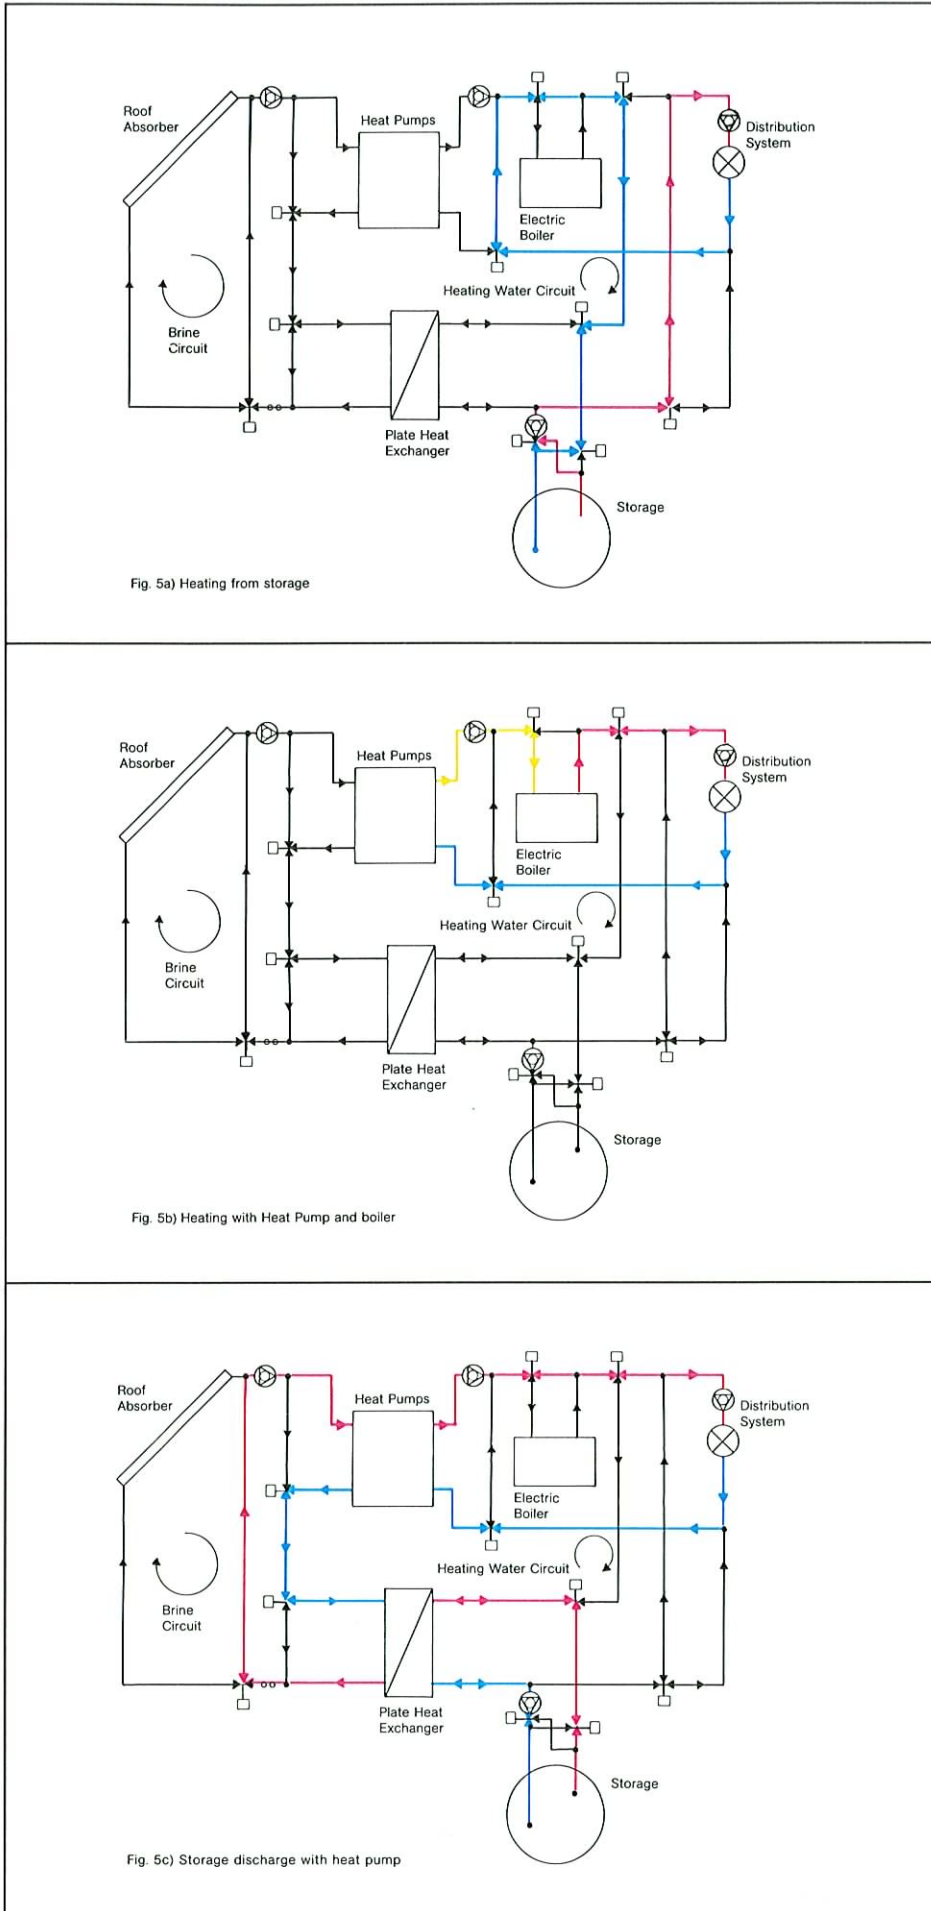 Roof
Absorber
Heat Pumps
Distribution
System
Electric
Boiler
Heating Water Circuit
Brine
Circuit
Plate Heat
Exchanger
Storage
Fig. 5a) Heating from storage
Roof
Absorber
Heat Pumps
Distribution
System
Electric
Boiler
Heating Water Circuit
Brine
Circuit
Plate Heat
Exchanger
Storage
Fig. 5b) Heating with Heat Pump and boiler
Roof
Absorber
Heat Pumps
Distribution
System
Electric
Boiler
Heating Water Circuit
Brine
Circuit
Plate Heat
Exchanger
Storage
Fig. 5c) Storage discharge with heat pump